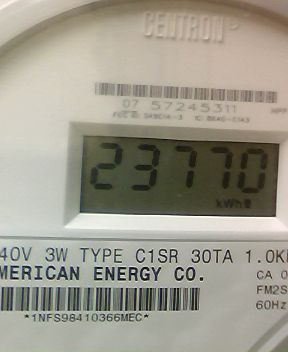 CENTRON
07 57245311
23770
kWh
40V 3W TYPE C1SR 30TA 1.0K
MERICAN ENERGY CO.
CA 0
FM2S
60Hz
*1NFS98410366MEC*